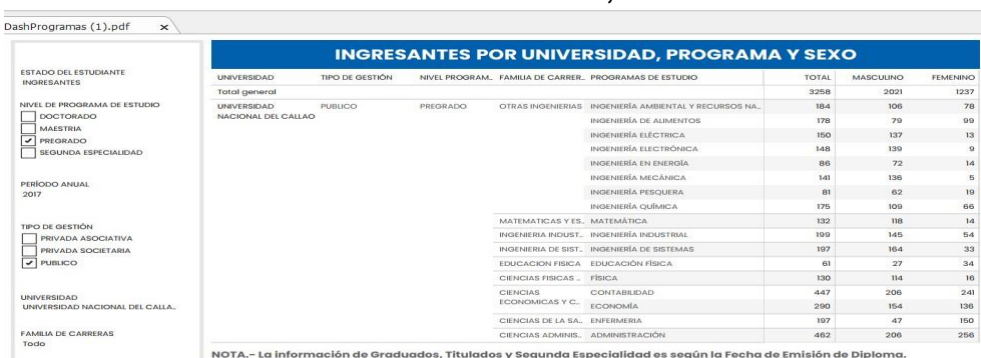 DashProgramas (1).pdf x
INGRESANTES POR UNIVERSIDAD, PROGRAMA Y SEXO
ESTADO DEL ESTUDIANTE
INGRESANTES
NIVEL DE PROGRAMA DE ESTUDIO
DOCTORADO
MAESTRIA
PREGRADO
SEGUNDA ESPECIALIDAD
PERÍODO ANUAL
2017
TIPO DE GESTIÓN
PRIVADA ASOCIATIVA
PRIVADA SOCIETARIA
PUBLICO
UNIVERSIDAD
UNIVERSIDAD NACIONAL DEL CALLA..
FAMILIA DE CARRERAS
Todo
UNIVERSIDAD TIPO DE GESTIÓN NIVEL PROGRAM.. FAMILIA DE CARRER.. PROGRAMAS DE ESTUDIO TOTAL MASCULINO FEMENINO
Total general 3258 2021 1237
UNIVERSIDAD NACIONAL DEL CALLAO PUBLICO PREGRADO OTRAS INGENIERIAS INGENIERÍA AMBIENTAL Y RECURSOS NA.. 184 106 78
INGENIERÍA DE ALIMENTOS 178 79 99
INGENIERÍA ELÉCTRICA 150 137 13
INGENIERÍA ELECTRÓNICA 148 139 9
INGENIERÍA EN ENERGÍA 86 72 14
INGENIERÍA MECÁNICA 141 136 5
INGENIERÍA PESQUERA 81 62 19
INGENIERÍA QUÍMICA 175 109 66
MATEMATICAS Y ES.. MATEMÁTICA 132 118 14
INGENIERIA INDUST.. INGENIERÍA INDUSTRIAL 199 145 54
INGENIERIA DE SIST.. INGENIERÍA DE SISTEMAS 197 164 33
EDUCACION FISICA EDUCACIÓN FÍSICA 61 27 34
CIENCIAS FISICAS .. FÍSICA 130 114 16
CIENCIAS ECONOMICAS Y C.. CONTABILIDAD 447 206 241
ECONOMÍA 290 154 136
CIENCIAS DE LA SA.. ENFERMERIA 197 47 150
CIENCIAS ADMINIS.. ADMINISTRACIÓN 462 206 256
NOTA.- La información de Graduados, Titulados y Segunda Especialidad es según la Fecha de Emisión de Diploma.